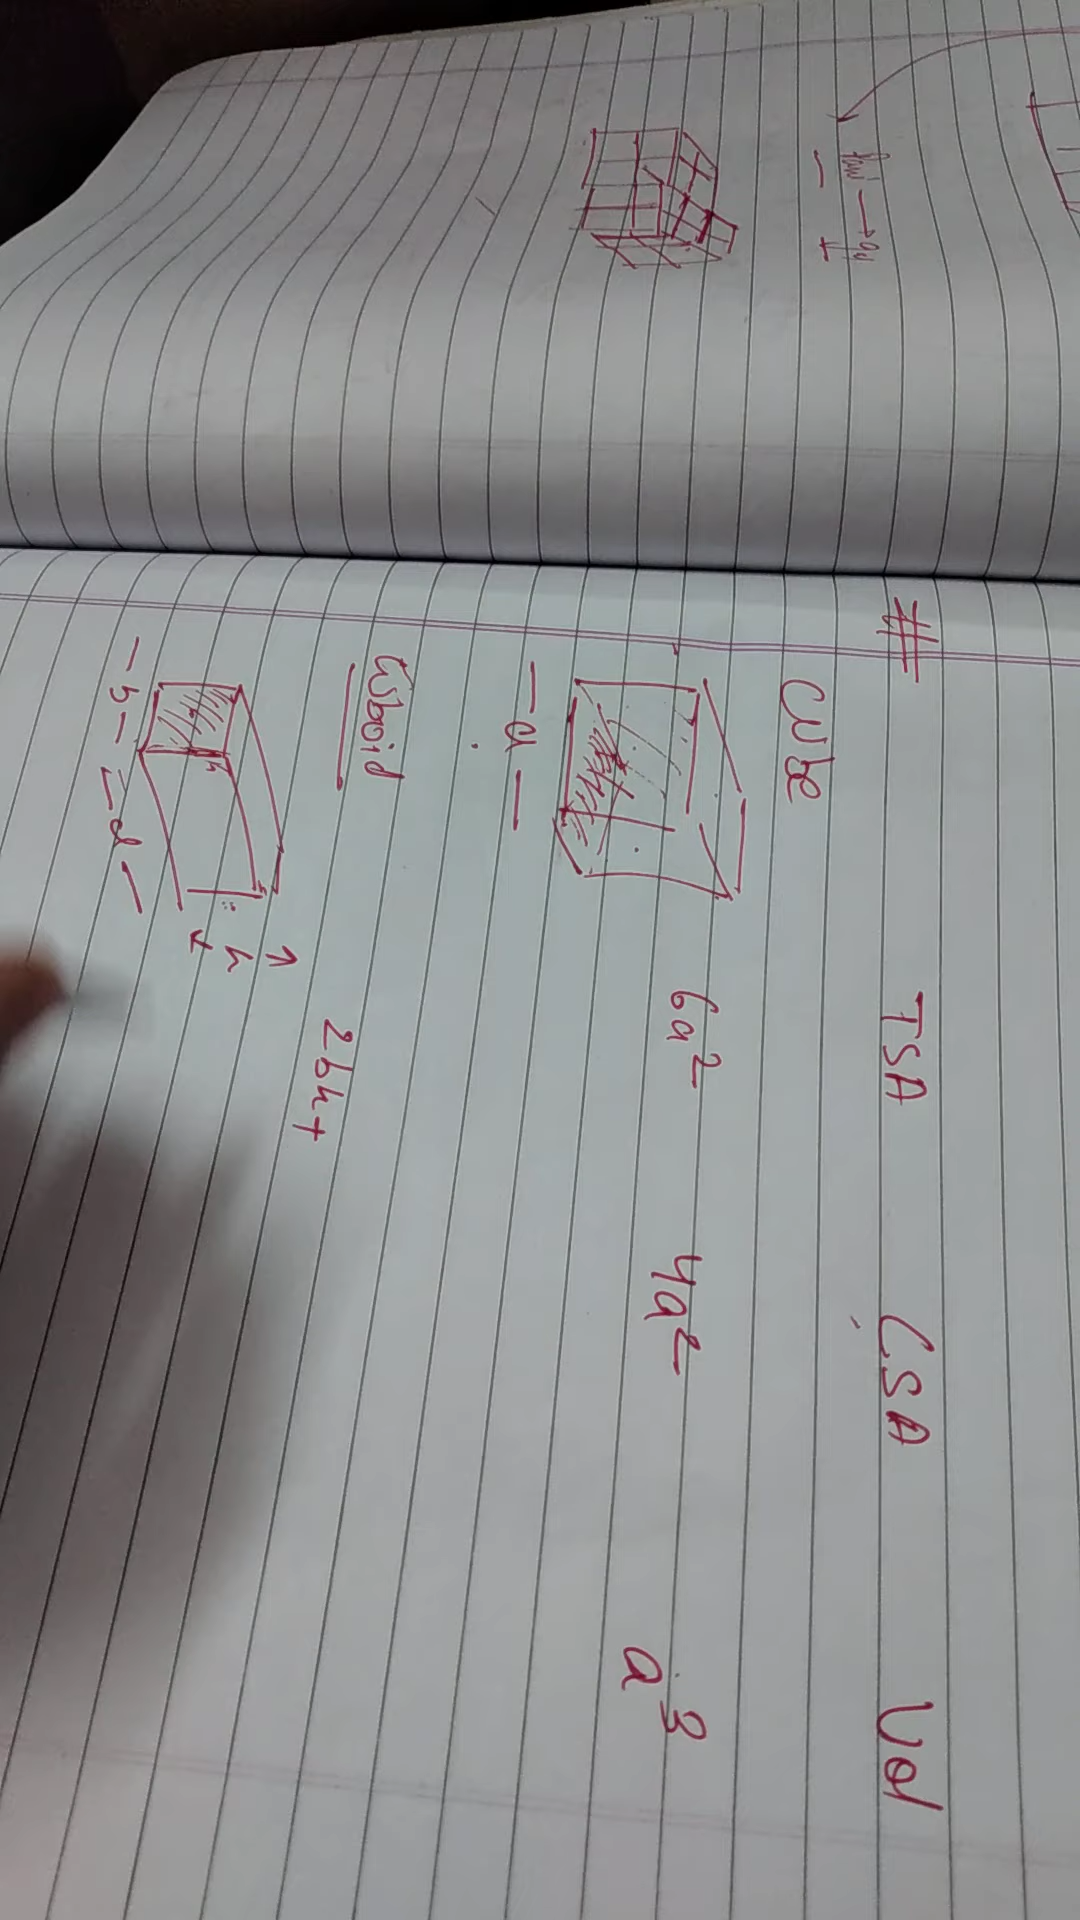 # TSA CSA Vol
Cube
6a² 4a² a³
a
Cuboid
2bh+
h
h
b l